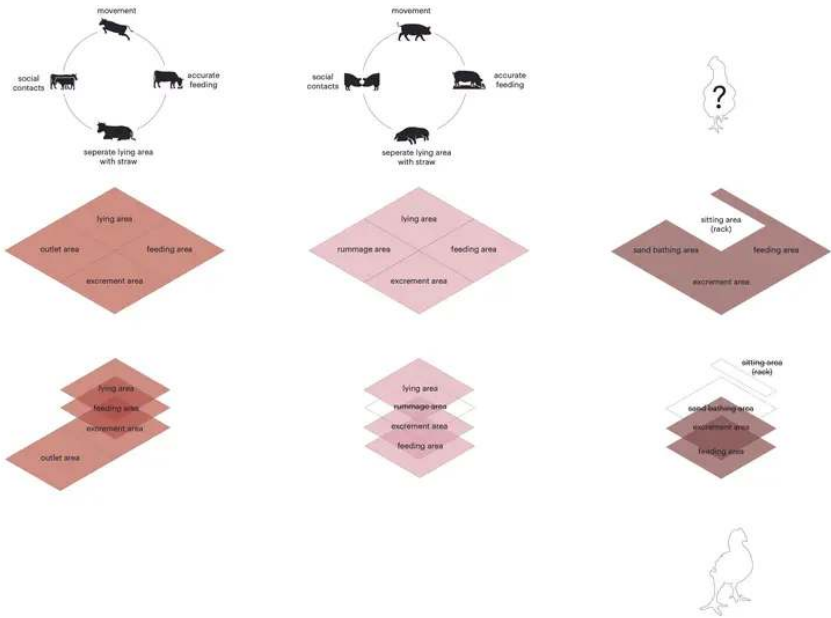 movement
social
contacts
accurate
feeding
seperate lying area
with straw
movement
social
contacts
accurate
feeding
seperate lying area
with straw
?
lying area
outlet area
feeding area
excrement area
lying area
rummage area
feeding area
excrement area
sitting area
(rack)
sand bathing area
feeding area
excrement area
lying area
feeding area
excrement area
outlet area
lying area
rummage area
excrement area
feeding area
sitting area
(rack)
sand bathing area
excrement area
feeding area